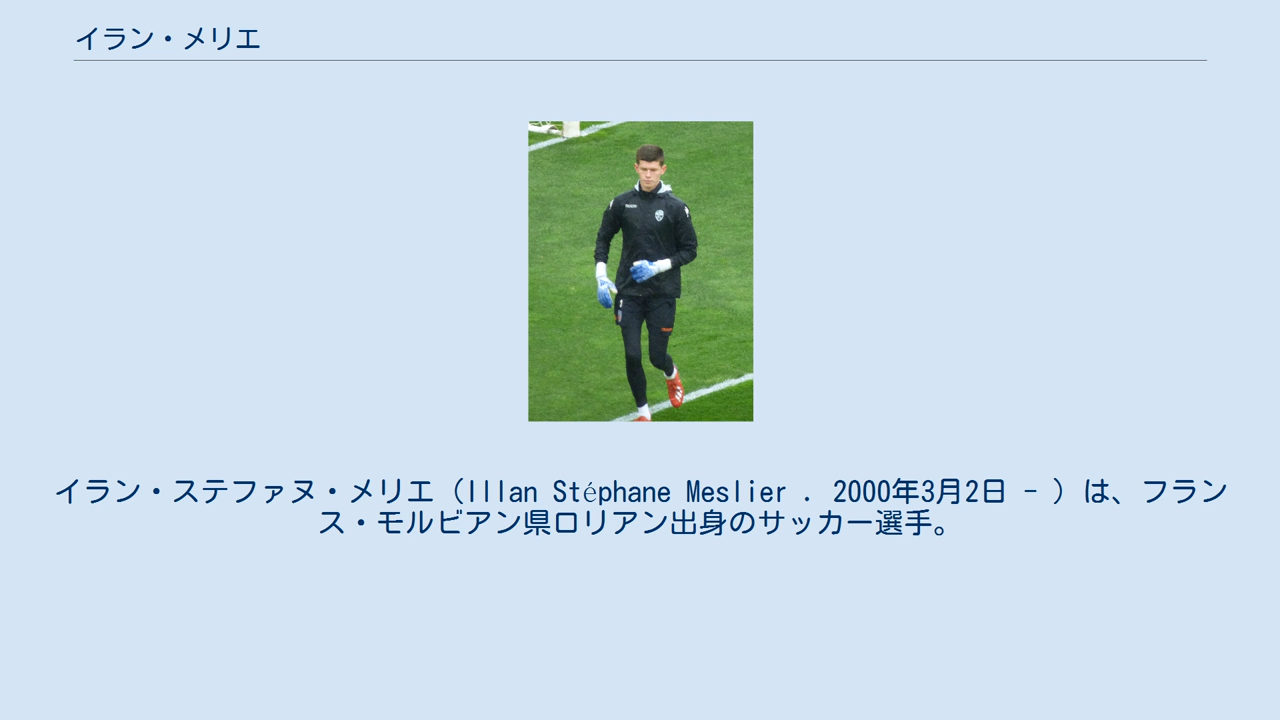 イラン・メリエ
イラン・ステファヌ・メリエ（Illan Stéphane Meslier . 2000年3月2日 - ）は、フラン
ス・モルビアン県ロリアン出身のサッカー選手。